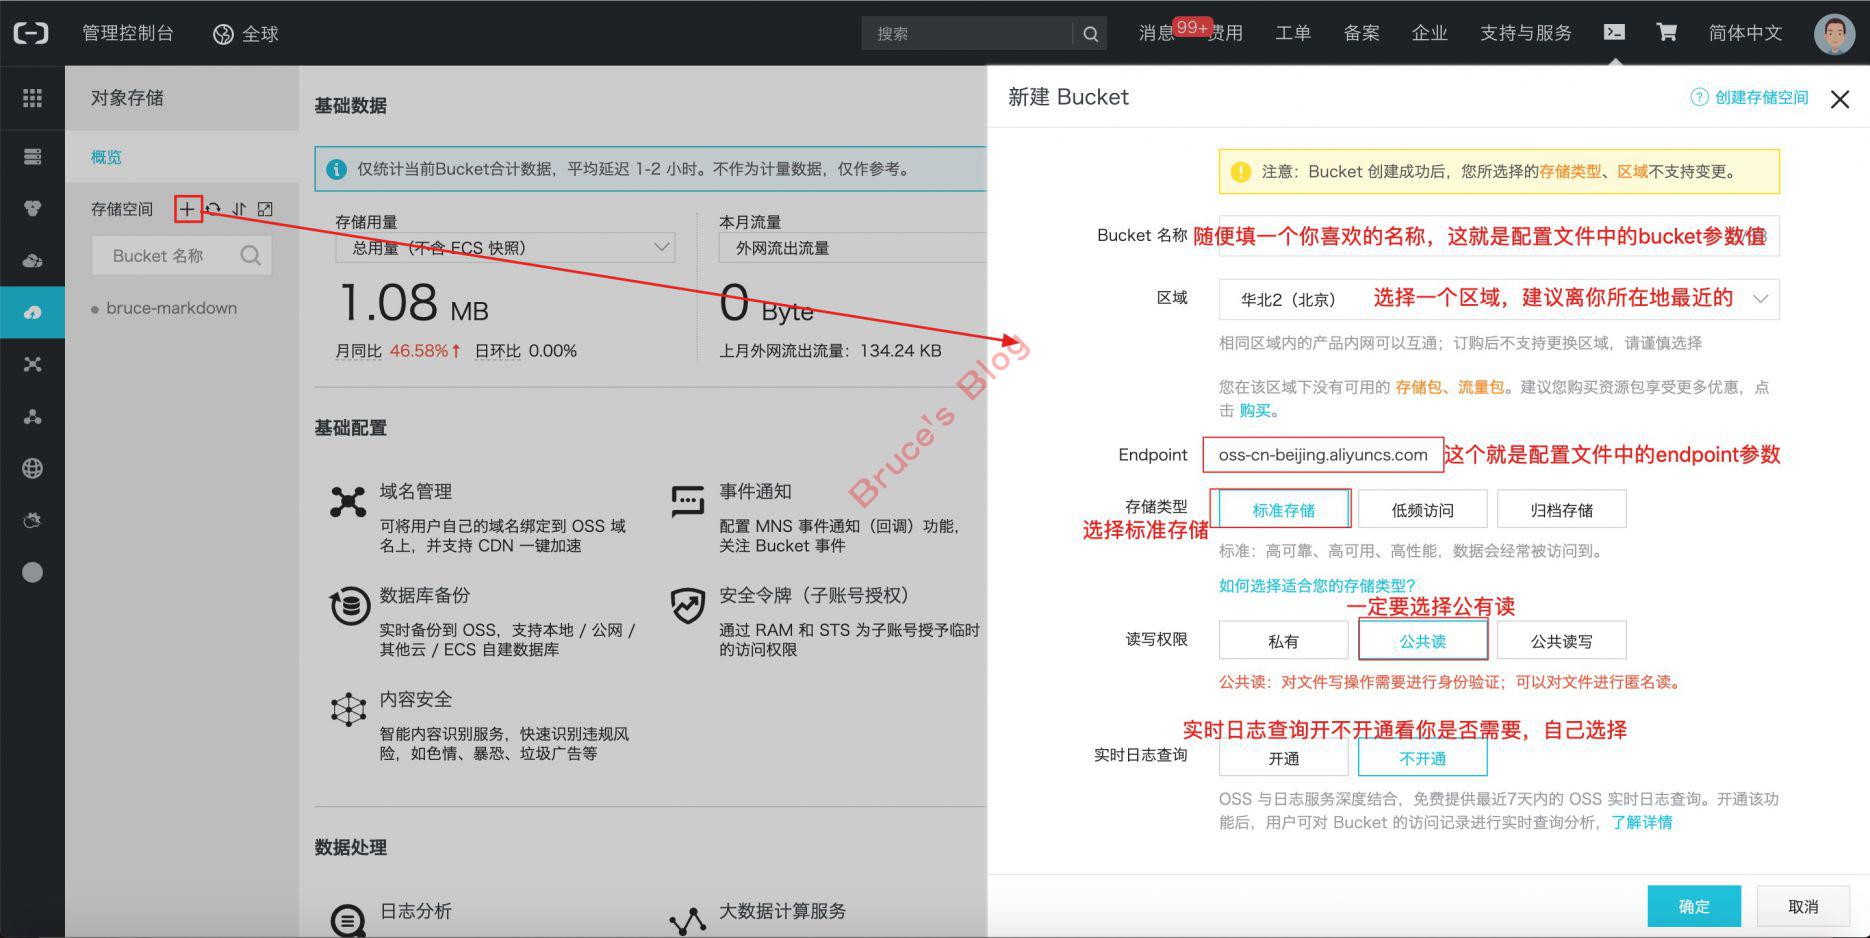 管理控制台
全球
搜索
消息
99+
费用
工单
备案
企业
支持与服务
简体中文
对象存储
概览
存储空间
Bucket 名称
bruce-markdown
基础数据
仅统计当前Bucket合计数据，平均延迟 1-2 小时。不作为计量数据，仅作参考。
存储用量
总用量（不含 ECS 快照）
1.08 MB
月同比 46.58% 日环比 0.00%
本月流量
外网流出流量
0 Byte
上月外网流出流量：134.24 KB
基础配置
域名管理
可将用户自己的域名绑定到 OSS 域
名上，并支持 CDN 一键加速
事件通知
配置 MNS 事件通知（回调）功能，
关注 Bucket 事件
数据库备份
实时备份到 OSS，支持本地 / 公网 /
其他云 / ECS 自建数据库
安全令牌（子账号授权）
通过 RAM 和 STS 为子账号授予临时
的访问权限
内容安全
智能内容识别服务，快速识别违规风
险，如色情、暴恐、垃圾广告等
数据处理
日志分析
大数据计算服务
Bruce's Blog
新建 Bucket
创建存储空间
注意：Bucket 创建成功后，您所选择的存储类型、区域不支持变更。
Bucket 名称
随便填一个你喜欢的名称，这就是配置文件中的bucket参数值
区域
华北2（北京）
选择一个区域，建议离你所在地最近的
相同区域内的产品内网可以互通；订购后不支持更换区域，请谨慎选择
您在该区域下没有可用的 存储包、流量包。建议您购买资源包享受更多优惠，点
击 购买。
Endpoint
oss-cn-beijing.aliyuncs.com
这个就是配置文件中的endpoint参数
存储类型
选择标准存储
标准存储
低频访问
归档存储
标准：高可靠、高可用、高性能，数据会经常被访问到。
如何选择适合您的存储类型?
一定要选择公有读
读写权限
私有
公共读
公共读写
公共读：对文件写操作需要进行身份验证；可以对文件进行匿名读。
实时日志查询开不开通看你是否需要，自己选择
实时日志查询
开通
不开通
OSS 与日志服务深度结合，免费提供最近7天内的 OSS 实时日志查询。开通该功
能后，用户可对 Bucket 的访问记录进行实时查询分析，了解详情
确定
取消